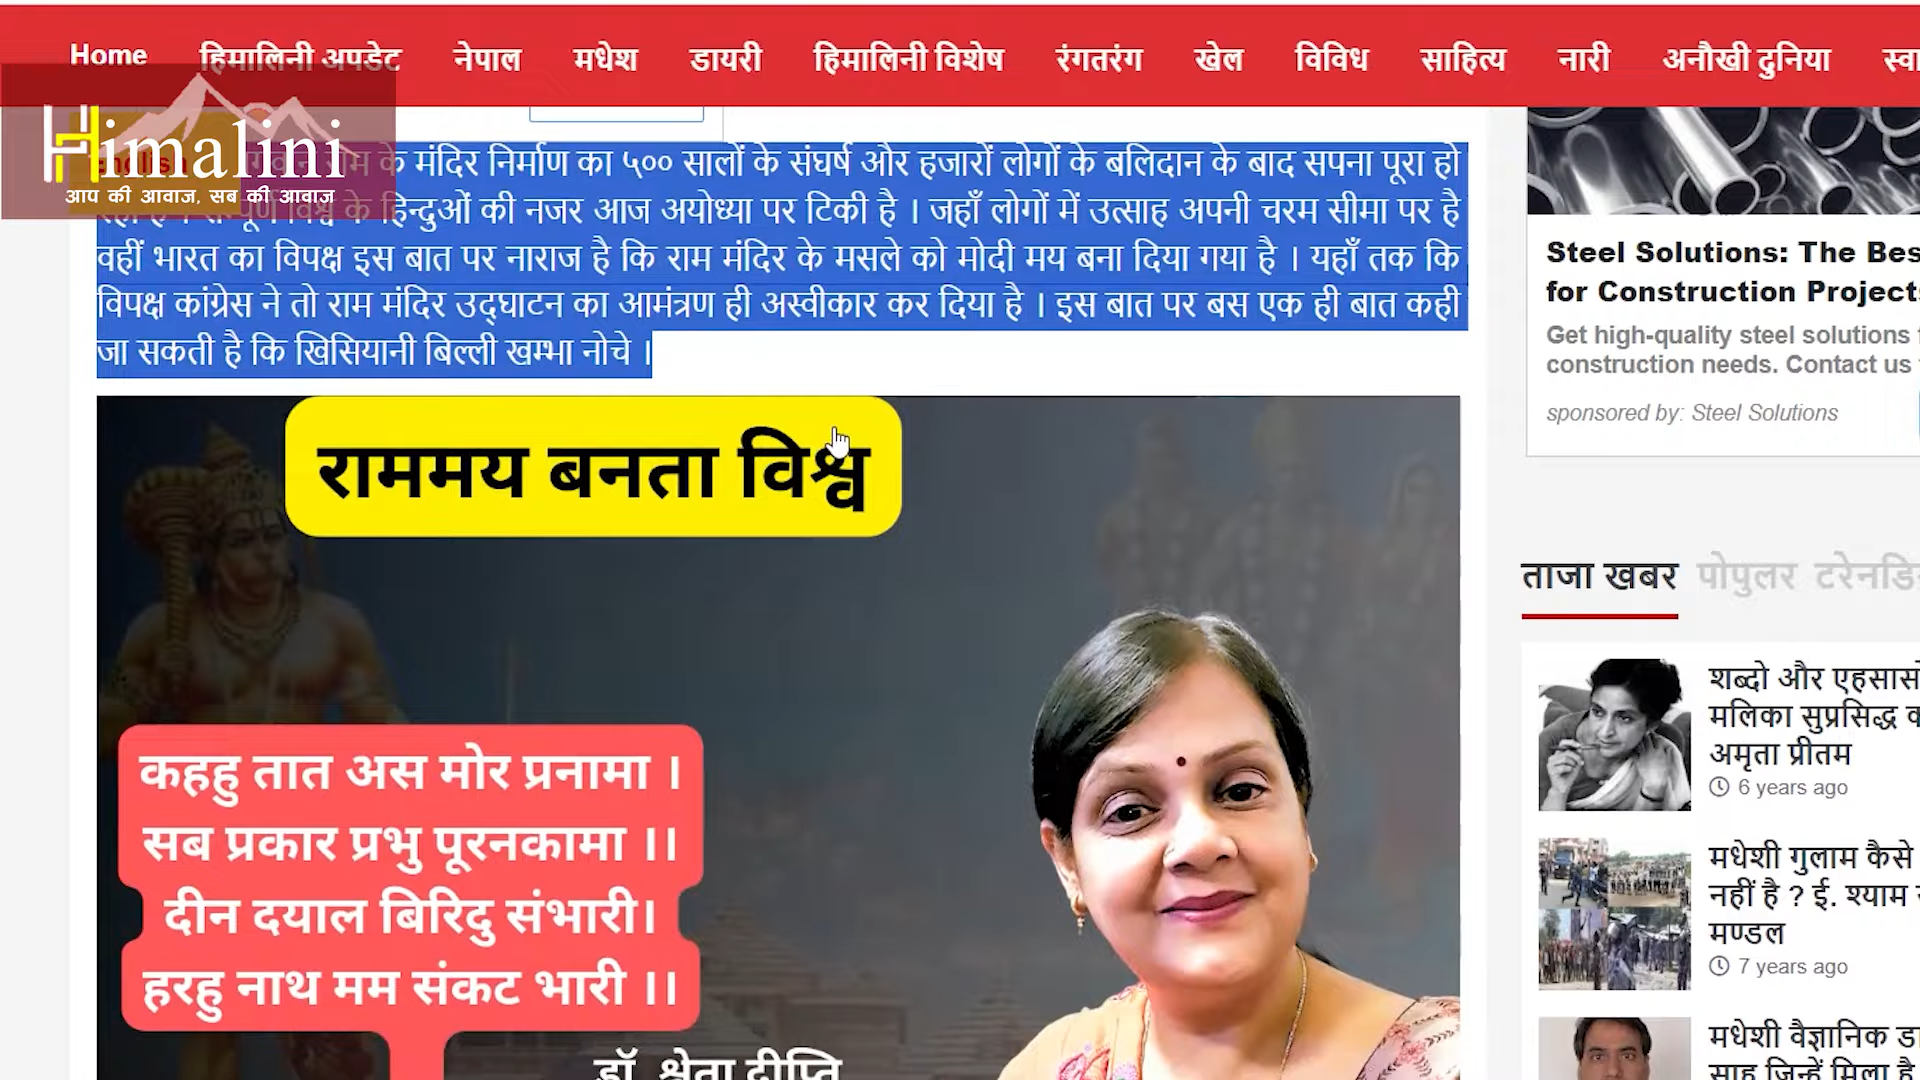 Home हिमालिनी अपडेट नेपाल मधेश डायरी हिमालिनी विशेष रंगतरंग खेल विविध साहित्य नारी अनौखी दुनिया
Himalini
आप की आवाज, सब की आवाज
English
के मंदिर निर्माण का ५०० सालों के संघर्ष और हजारों लोगों के बलिदान के बाद सपना पूरा हो
विश्व के हिन्दुओं की नजर आज अयोध्या पर टिकी है । जहाँ लोगों में उत्साह अपनी चरम सीमा पर है
वहीं भारत का विपक्ष इस बात पर नाराज है कि राम मंदिर के मसले को मोदी मय बना दिया गया है । यहाँ तक कि
विपक्ष कांग्रेस ने तो राम मंदिर उद्घाटन का आमंत्रण ही अस्वीकार कर दिया है । इस बात पर बस एक ही बात कही
जा सकती है कि खिसियानी बिल्ली खम्भा नोचे ।
राममय बनता विश्व
कहहु तात अस मोर प्रनामा ।
सब प्रकार प्रभु पूरनकामा ।।
दीन दयाल बिरिदु संभारी।
हरहु नाथ मम संकट भारी ।।
डॉ. श्वेता दीप्ति
Steel Solutions: The Bes
for Construction Project
Get high-quality steel solutions
construction needs. Contact us
sponsored by: Steel Solutions
ताजा खबर पोपुलर
शब्दो और
मलिका सुप्रसिद्ध
अमृता प्रीतम
6 years ago
मधेशी गुलाम कैसे
नहीं है ? ई. श्याम
मण्डल
7 years ago
मधेशी वैज्ञानिक
साह जिन्हें मिला है